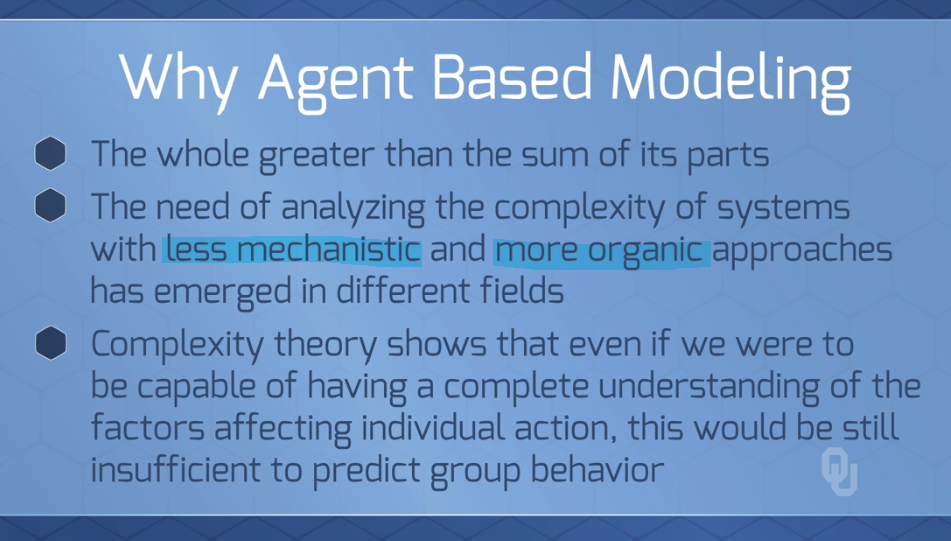 Why Agent Based Modeling
The whole greater than the sum of its parts
The need of analyzing the complexity of systems
with less mechanistic and more organic approaches
has emerged in different fields
Complexity theory shows that even if we were to
be capable of having a complete understanding of the
factors affecting individual action, this would be still
insufficient to predict group behavior
OU